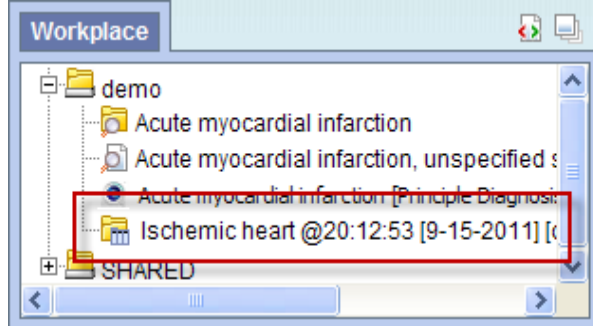 Workplace
demo
Acute myocardial infarction
Acute myocardial infarction, unspecified s
Acute myocardial infarction [Principle Diagnosis
Ischemic heart @20:12:53 [9-15-2011] [
SHARED